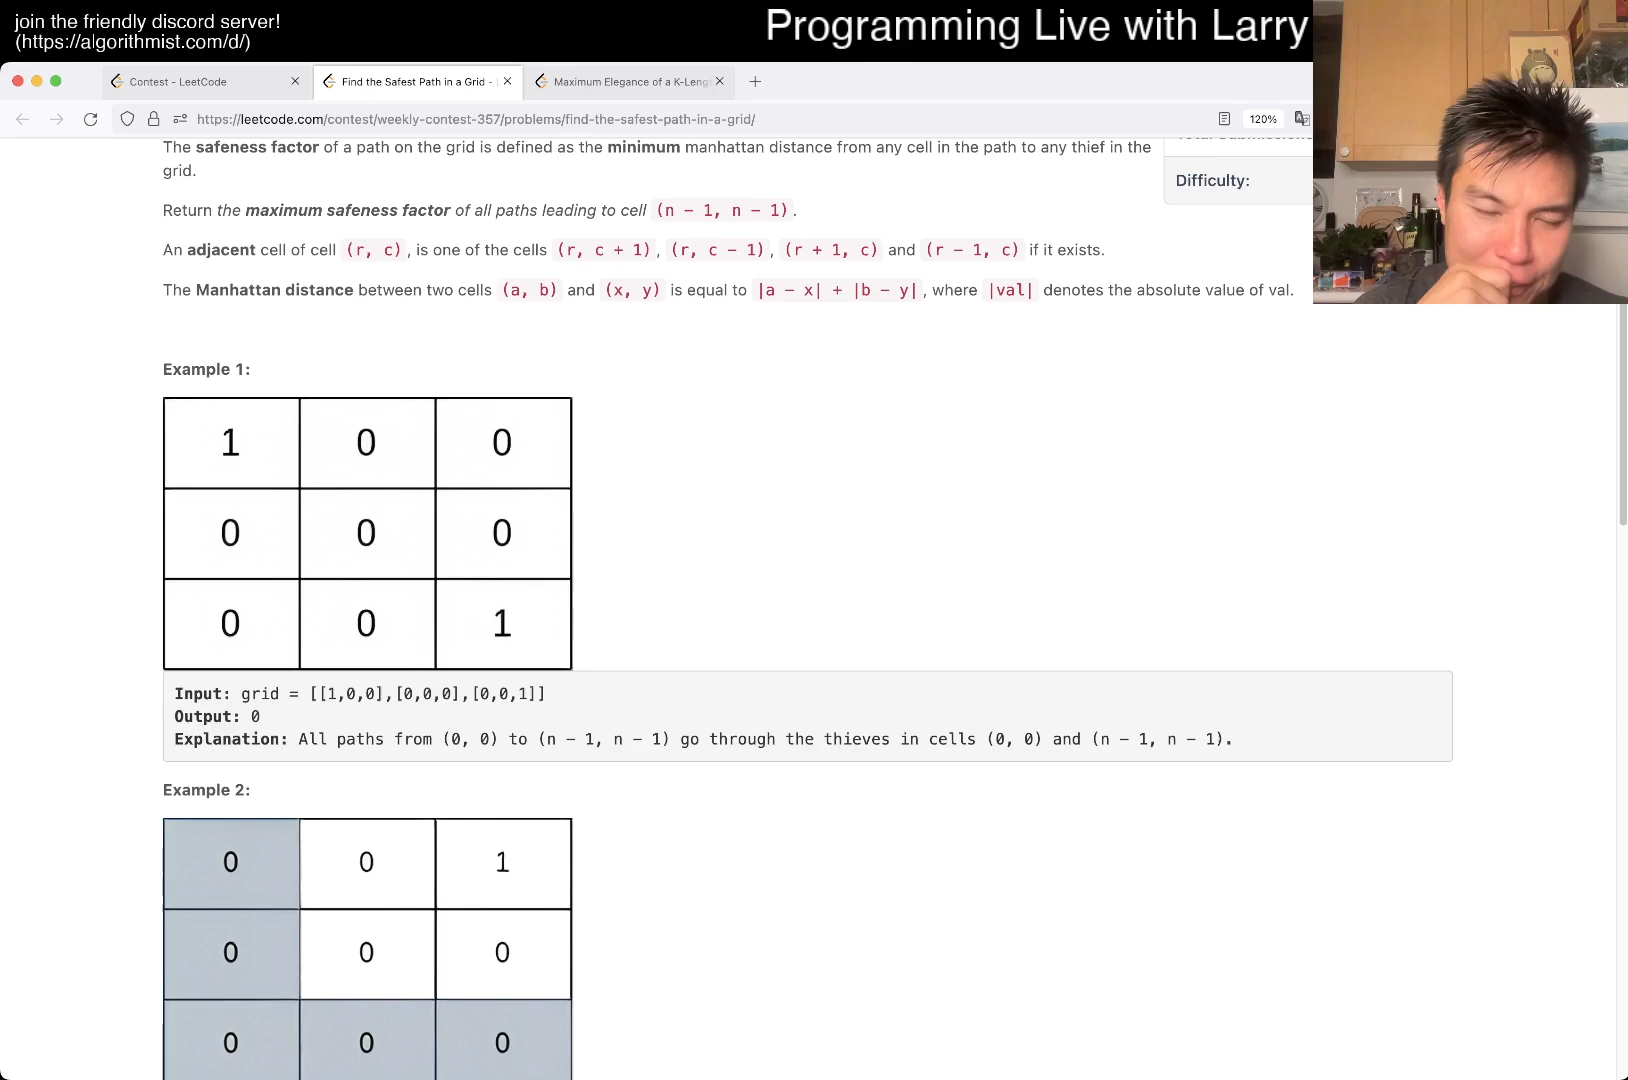 join the friendly discord server!
(https://algorithmist.com/d/)
Programming Live with Larry
Contest - LeetCode
Find the Safest Path in a Grid -
Maximum Elegance of a K-Leng
https://leetcode.com/contest/weekly-contest-357/problems/find-the-safest-path-in-a-grid/
120%
The safeness factor of a path on the grid is defined as the minimum manhattan distance from any cell in the path to any thief in the
grid.
Difficulty:
Return the maximum safeness factor of all paths leading to cell (n - 1, n - 1).
An adjacent cell of cell (r, c), is one of the cells (r, c + 1), (r, c - 1), (r + 1, c) and (r - 1, c) if it exists.
The Manhattan distance between two cells (a, b) and (x, y) is equal to |a - x| + |b - y|, where |val| denotes the absolute value of val.
Example 1:
1 0 0
0 0 0
0 0 1
Input: grid = [[1,0,0],[0,0,0],[0,0,1]]
Output: 0
Explanation: All paths from (0, 0) to (n - 1, n - 1) go through the thieves in cells (0, 0) and (n - 1, n - 1).
Example 2:
0 0 1
0 0 0
0 0 0